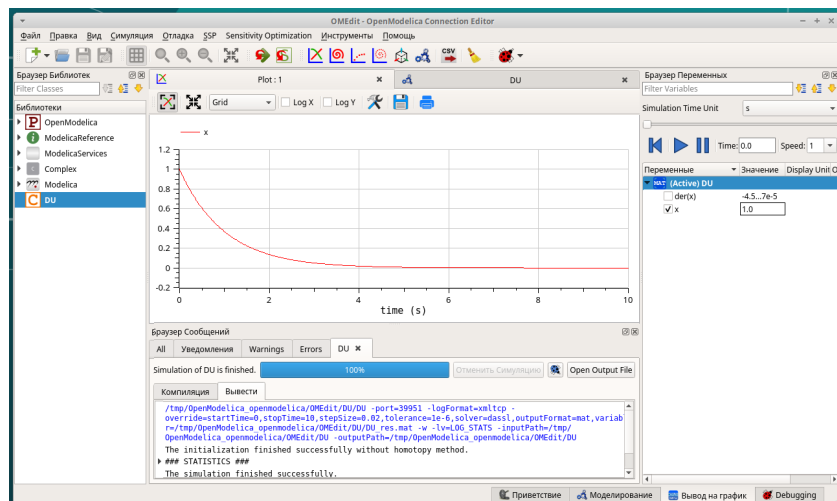 OMEdit - OpenModelica Connection Editor
Файл Правка Вид Симуляция Отладка SSP Sensitivity Optimization Инструменты Помощь
CSV
Браузер Библиотек
Filter Classes
Библиотеки
P OpenModelica
i ModelicaReference
ModelicaServices
Complex
Modelica
C DU
Plot : 1
DU
Grid
Log X
Log Y
x
1.2
1
0.8
0.6
0.4
0.2
0
-0.2
0 2 4 6 8 10
time (s)
Браузер Сообщений
All Уведомления Warnings Errors DU
Simulation of DU is finished. 100% Отменить Симуляцию Open Output File
Компиляция Вывести
/tmp/OpenModelica_openmodelica/OMEdit/DU/DU -port=39951 -logFormat=xmltcp -
override=startTime=0,stopTime=10,stepSize=0.02,tolerance=1e-6,solver=dassl,outputFormat=mat,variab
r=/tmp/OpenModelica_openmodelica/OMEdit/DU/DU_res.mat -w -lv=LOG_STATS -inputPath=/tmp/
OpenModelica_openmodelica/OMEdit/DU -outputPath=/tmp/OpenModelica_openmodelica/OMEdit/DU
The initialization finished successfully without homotopy method.
### STATISTICS ###
The simulation finished successfully.
Браузер Переменных
Filter Variables
Simulation Time Unit s
Time: 0.0 Speed: 1
Переменные Значение Display Unit О
MAT (Active) DU
der(x) -4.5...7e-5
x 1.0
Приветствие Моделирование Вывод на график Debugging